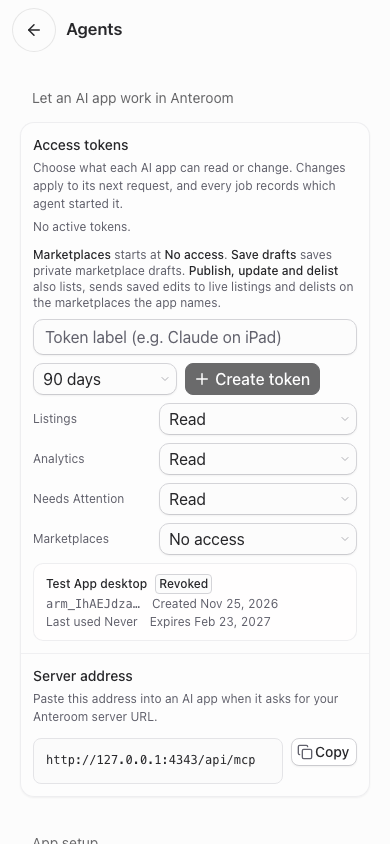 Agents
Let an AI app work in Anteroom
Access tokens
Choose what each AI app can read or change. Changes
apply to its next request, and every job records which
agent started it.
No active tokens.
Marketplaces starts at No access. Save drafts saves
private marketplace drafts. Publish, update and delist
also lists, sends saved edits to live listings and delists on
the marketplaces the app names.
Token label (e.g. Claude on iPad)
90 days
+ Create token
Listings Read
Analytics Read
Needs Attention Read
Marketplaces No access
Test App desktop Revoked
arm_IhAEJdza… Created Nov 25, 2026
Last used Never Expires Feb 23, 2027
Server address
Paste this address into an AI app when it asks for your
Anteroom server URL.
http://127.0.0.1:4343/api/mcp
Copy
App setup